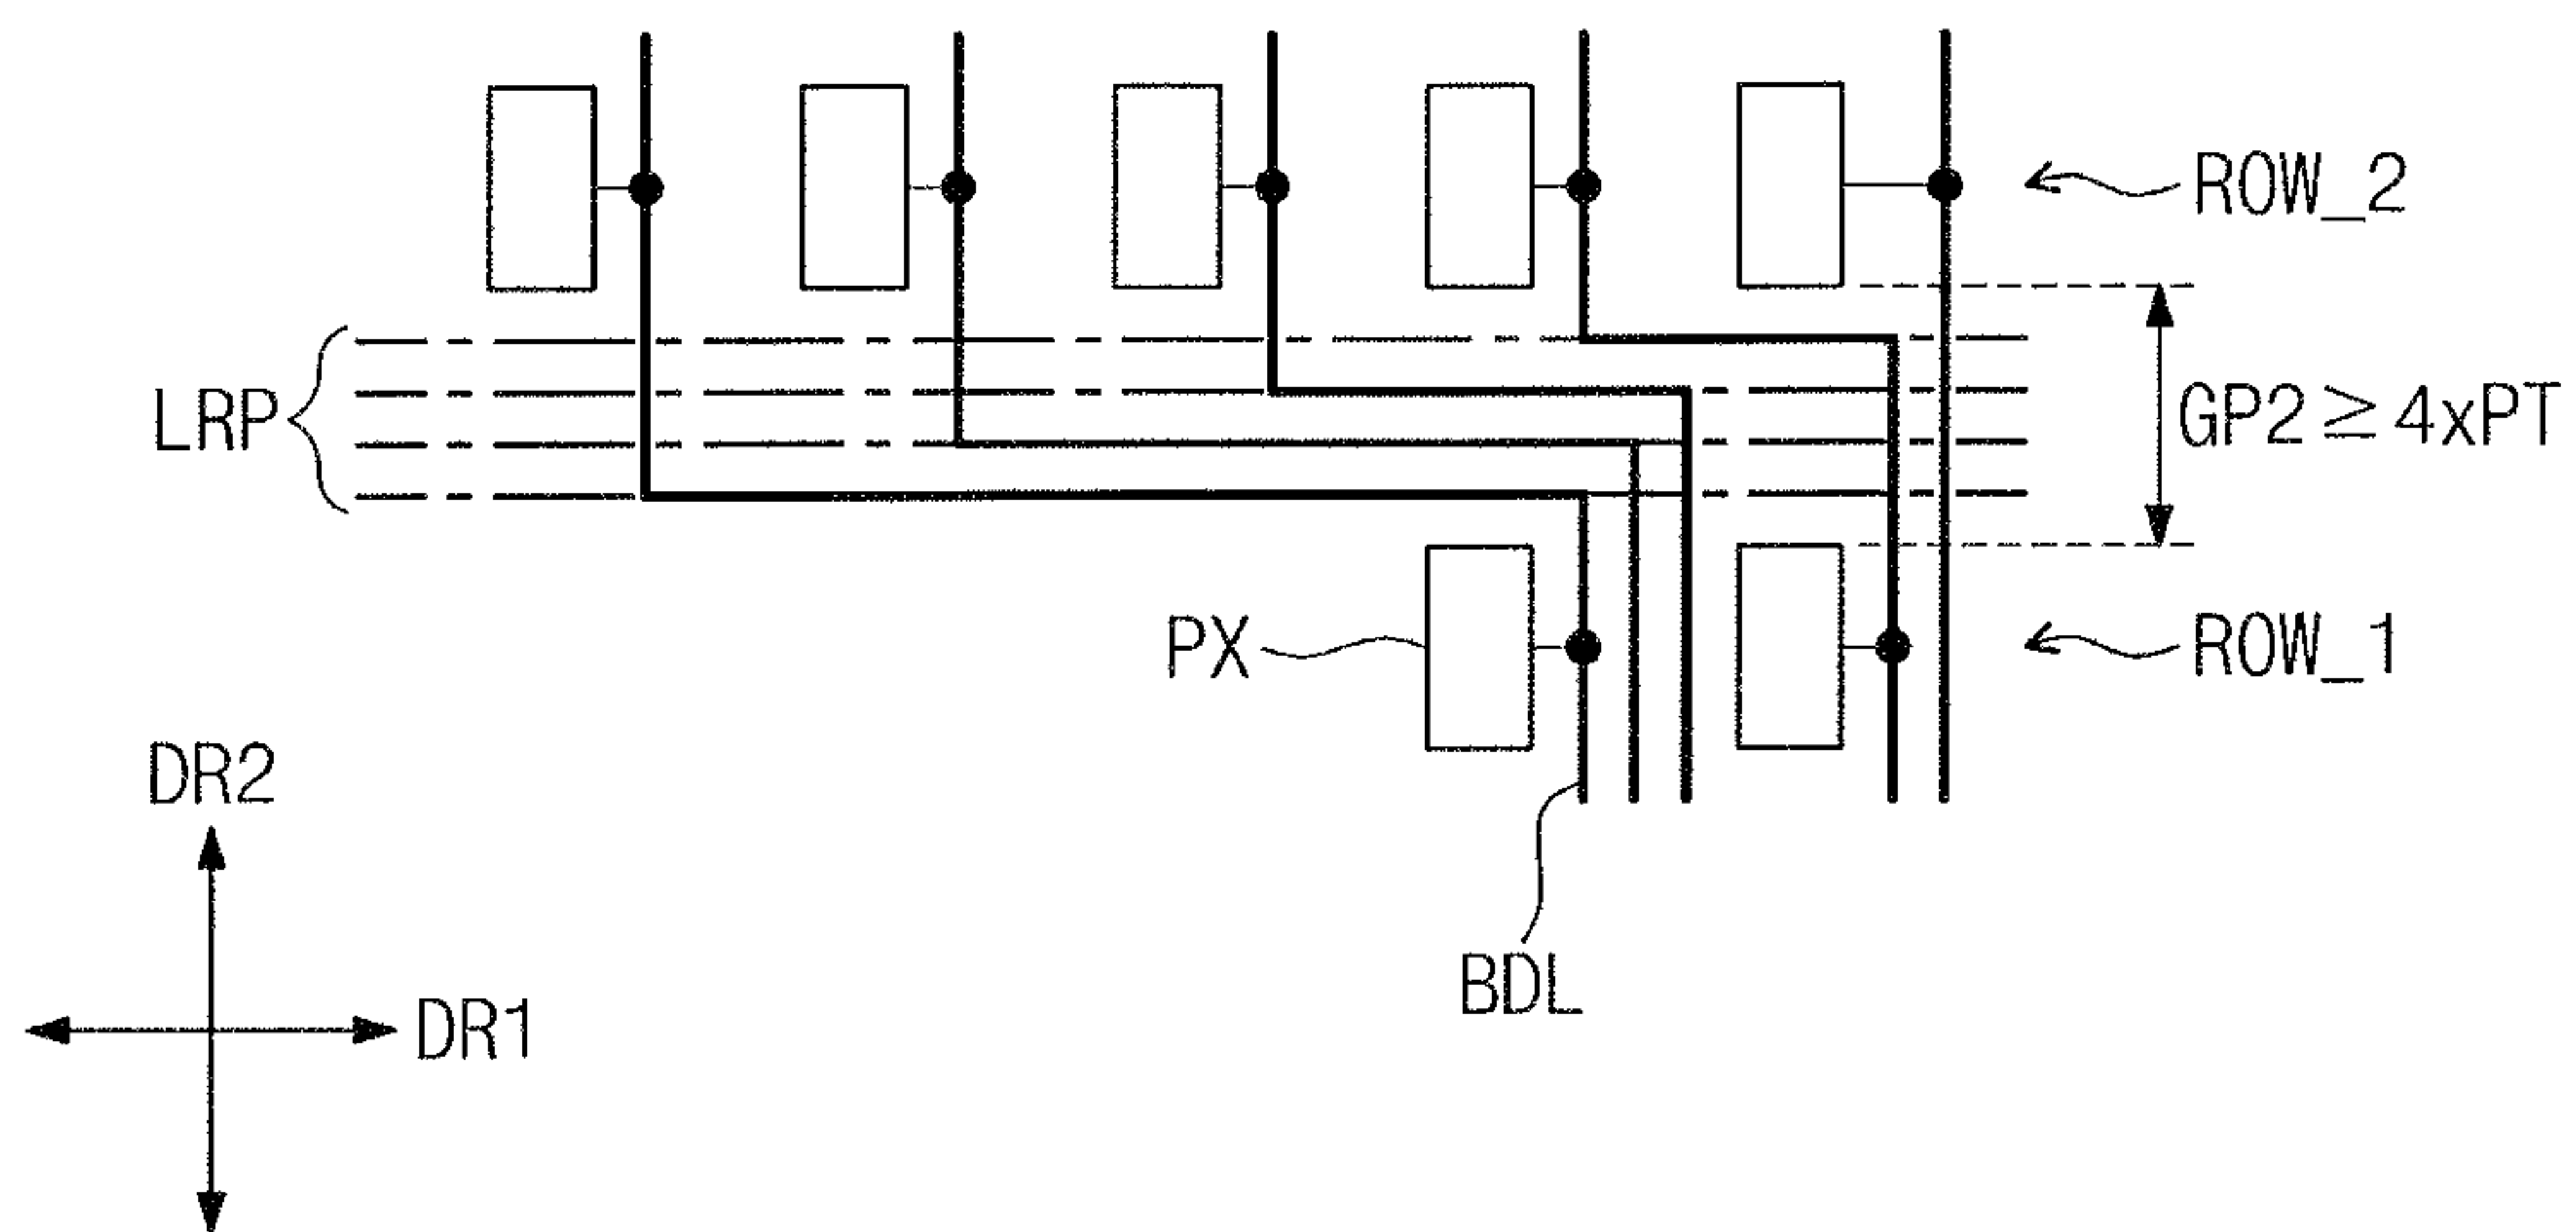 ROW_2
LRP
GP2≥4xPT
PX
ROW_1
DR2
BDL
DR1